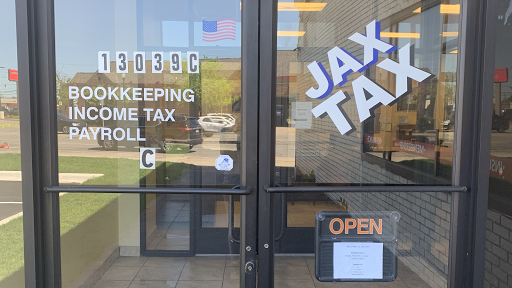 13039C
BOOKKEEPING
INCOME TAX
PAYROLL
C
JAX
TAX
OPEN